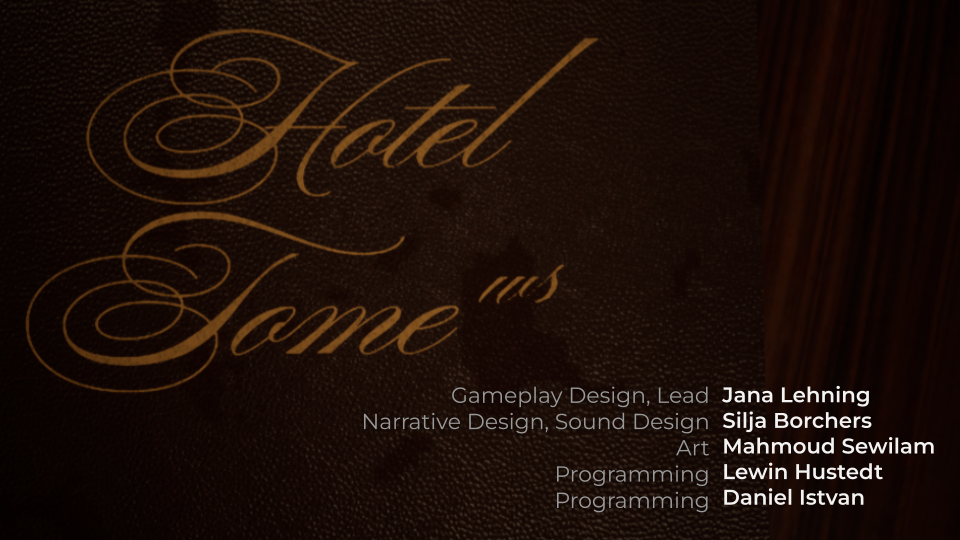 Hotel
Tome
Gameplay Design, Lead Jana Lehning
Narrative Design, Sound Design Silja Borchers
Art Mahmoud Sewilam
Programming Lewin Hustedt
Programming Daniel Istvan